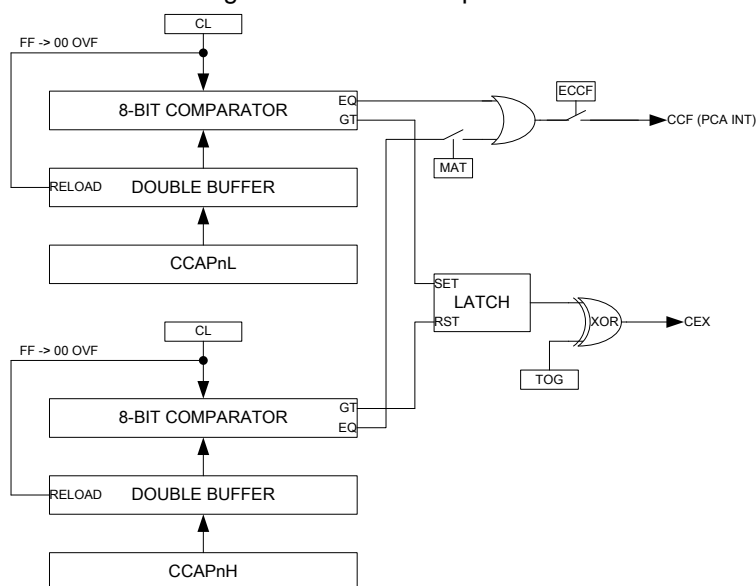 CL
FF -> 00 OVF
8-BIT COMPARATOR
EQ
GT
RELOAD
DOUBLE BUFFER
CCAPnL
ECCF
CCF (PCA INT)
MAT
SET
LATCH
RST
XOR
CEX
TOG
CL
FF -> 00 OVF
8-BIT COMPARATOR
GT
EQ
RELOAD
DOUBLE BUFFER
CCAPnH